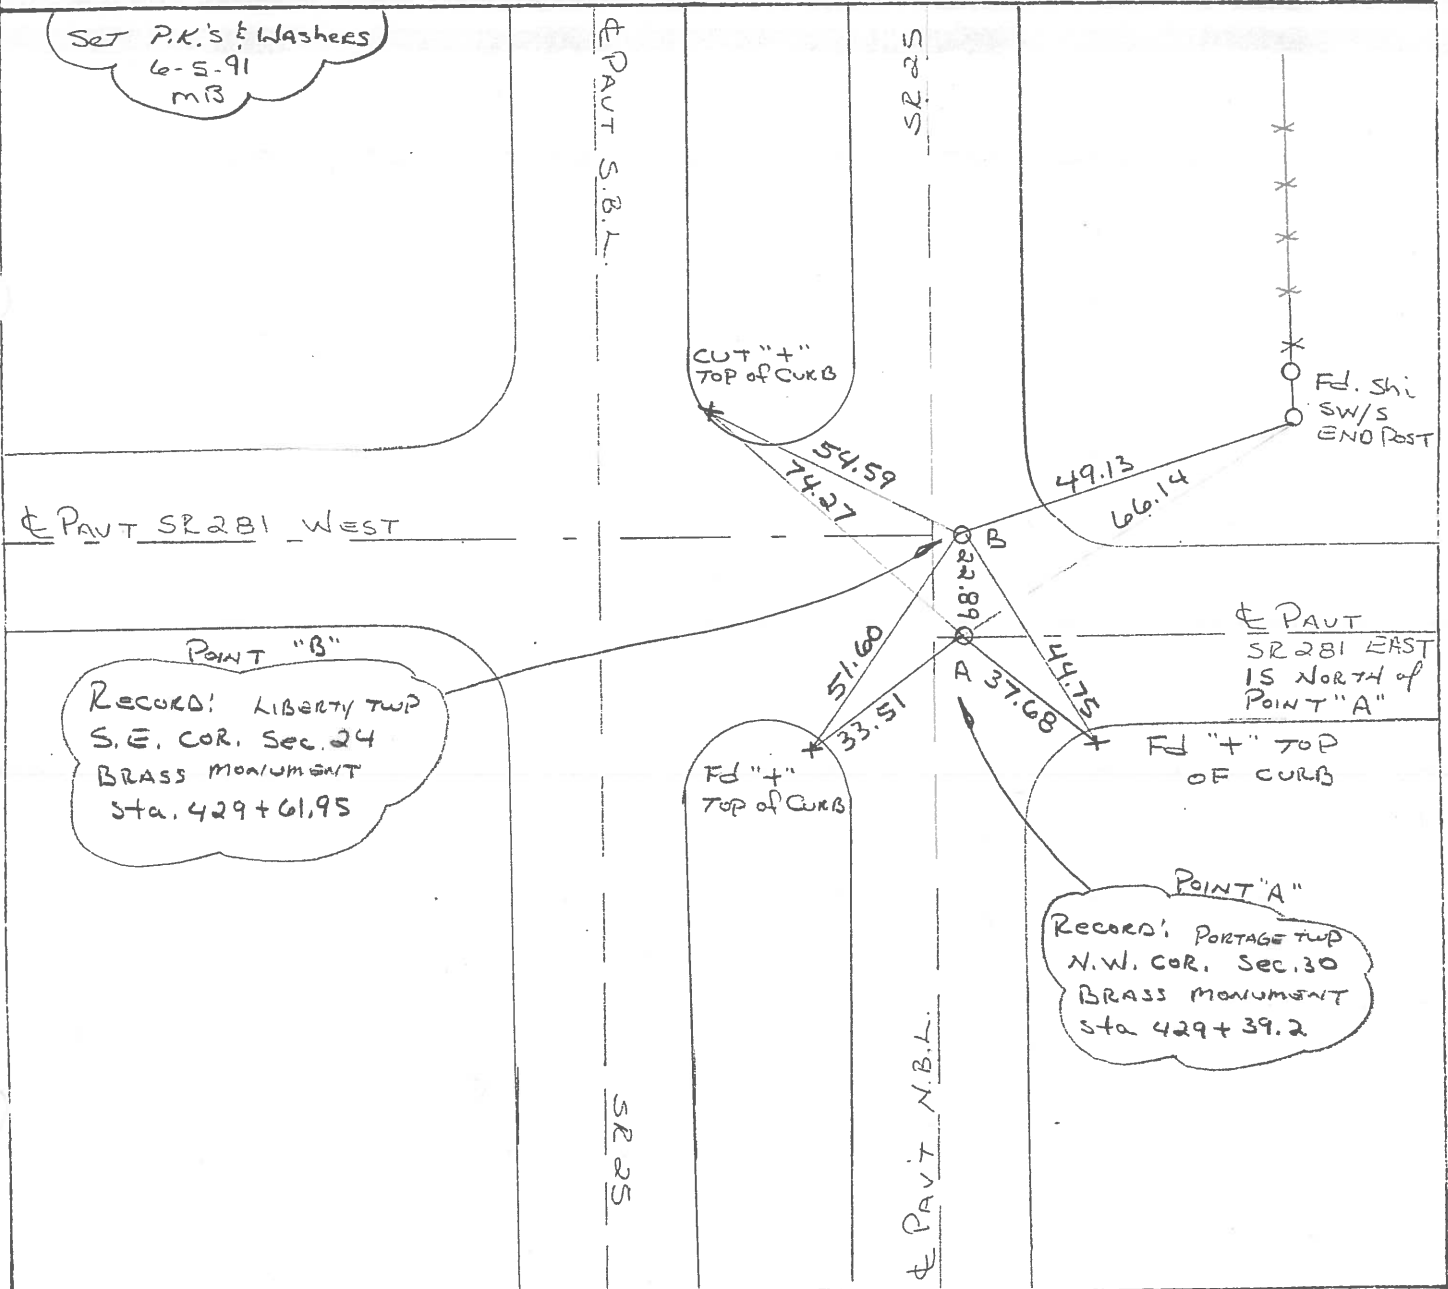 SET P.K.'s & WASHERS
6-5-91
MB
℄ PAVT S.B.L.
SR 25
CUT "+"
TOP of CURB
Fd. Shi
SW/S
END POST
54.59
74.27
49.13
66.14
℄ PAVT SR281 WEST
B
22.89
A
℄ PAVT
SR 281 EAST
IS NORTH of
POINT "A"
51.60
33.51
44.75
37.68
POINT "B"
RECORD: LIBERTY TWP
S.E. COR. Sec. 24
BRASS MONUMENT
Sta. 429+61.95
Fd "+"
TOP of CURB
Fd "+" TOP
OF CURB
POINT "A"
RECORD: PORTAGE TWP
N.W. COR. Sec. 30
BRASS MONUMENT
Sta 429+39.2
SR 25
℄ PAV'T N.B.L.